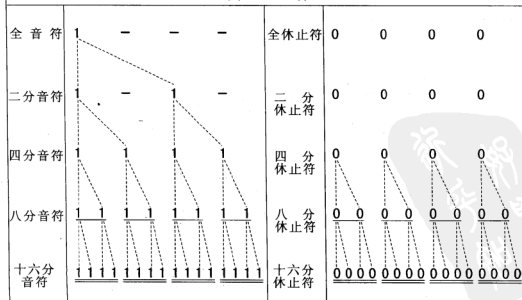 全音符 1 — — — 全休止符 0 0 0 0
二分音符 1 — 1 — 二分休止符 0 0 0 0
四分音符 1 1 1 1 四分休止符 0 0 0 0
八分音符 1 1 1 1 1 1 1 1 八分休止符 0 0 0 0 0 0 0 0
十六分音符 1 1 1 1 1 1 1 1 1 1 1 1 1 1 1 1 十六分休止符 0 0 0 0 0 0 0 0 0 0 0 0 0 0 0 0